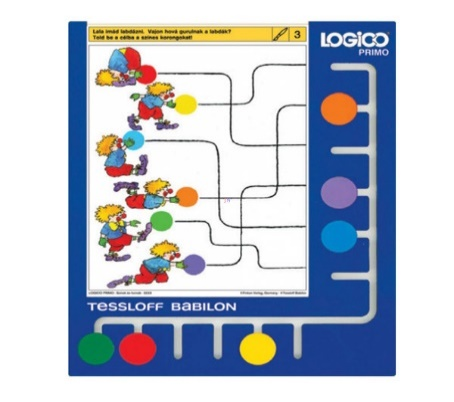 Lala imád labdázni. Vajon hová gurulnak a labdák?
Told be a célba a színes korongokat!
3
LOGICO
PRIMO
TESSLOFF BABILON